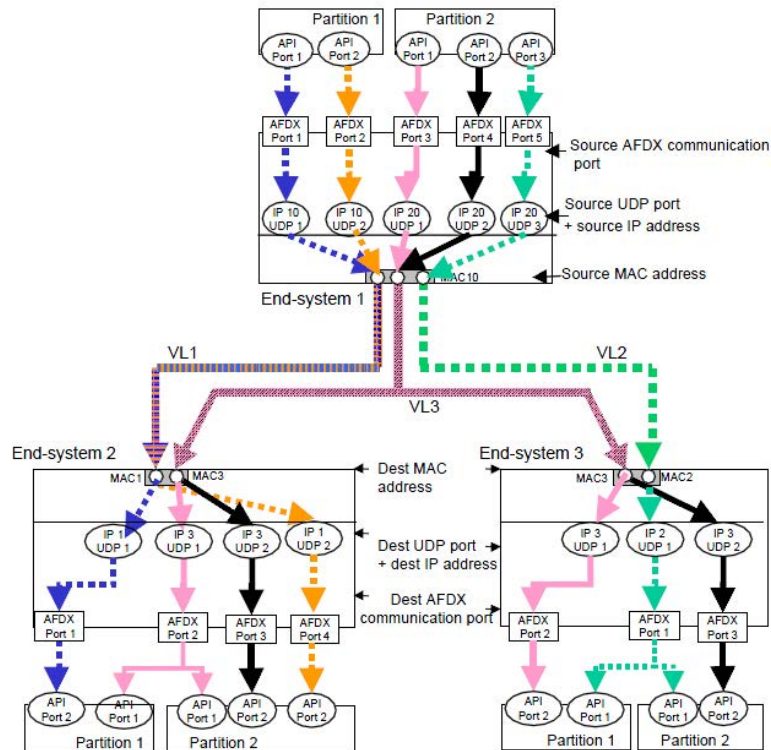 Partition 1
Partition 2
API
Port 1
API
Port 2
API
Port 1
API
Port 2
API
Port 3
AFDX
Port 1
AFDX
Port 2
AFDX
Port 3
AFDX
Port 4
AFDX
Port 5
Source AFDX communication
port
IP 10
UDP 1
IP 10
UDP 2
IP 20
UDP 1
IP 20
UDP 2
IP 20
UDP 3
Source UDP port
+ source IP address
MAC10
Source MAC address
End-system 1
VL1
VL2
VL3
End-system 2
MAC1
MAC3
Dest MAC
address
End-system 3
MAC3
MAC2
IP 1
UDP 1
IP 3
UDP 1
IP 3
UDP 2
IP 1
UDP 2
Dest UDP port
+ dest IP address
IP 3
UDP 1
IP 2
UDP 1
IP 3
UDP 2
Dest AFDX
communication port
AFDX
Port 1
AFDX
Port 2
AFDX
Port 3
AFDX
Port 4
AFDX
Port 2
AFDX
Port 1
AFDX
Port 3
API
Port 2
API
Port 1
API
Port 1
API
Port 2
API
Port 2
API
Port 2
API
Port 1
API
Port 1
API
Port 2
Partition 1
Partition 2
Partition 1
Partition 2